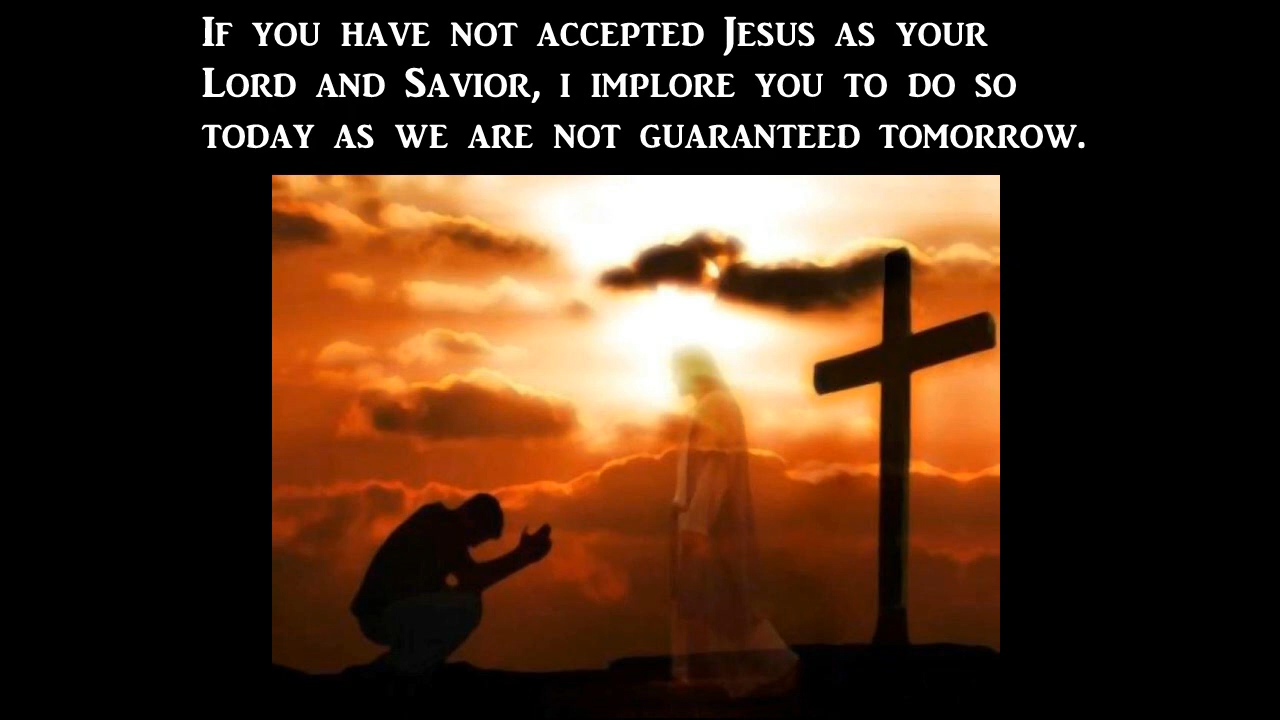 If you have not accepted Jesus as your
Lord and Savior, i implore you to do so
today as we are not guaranteed tomorrow.